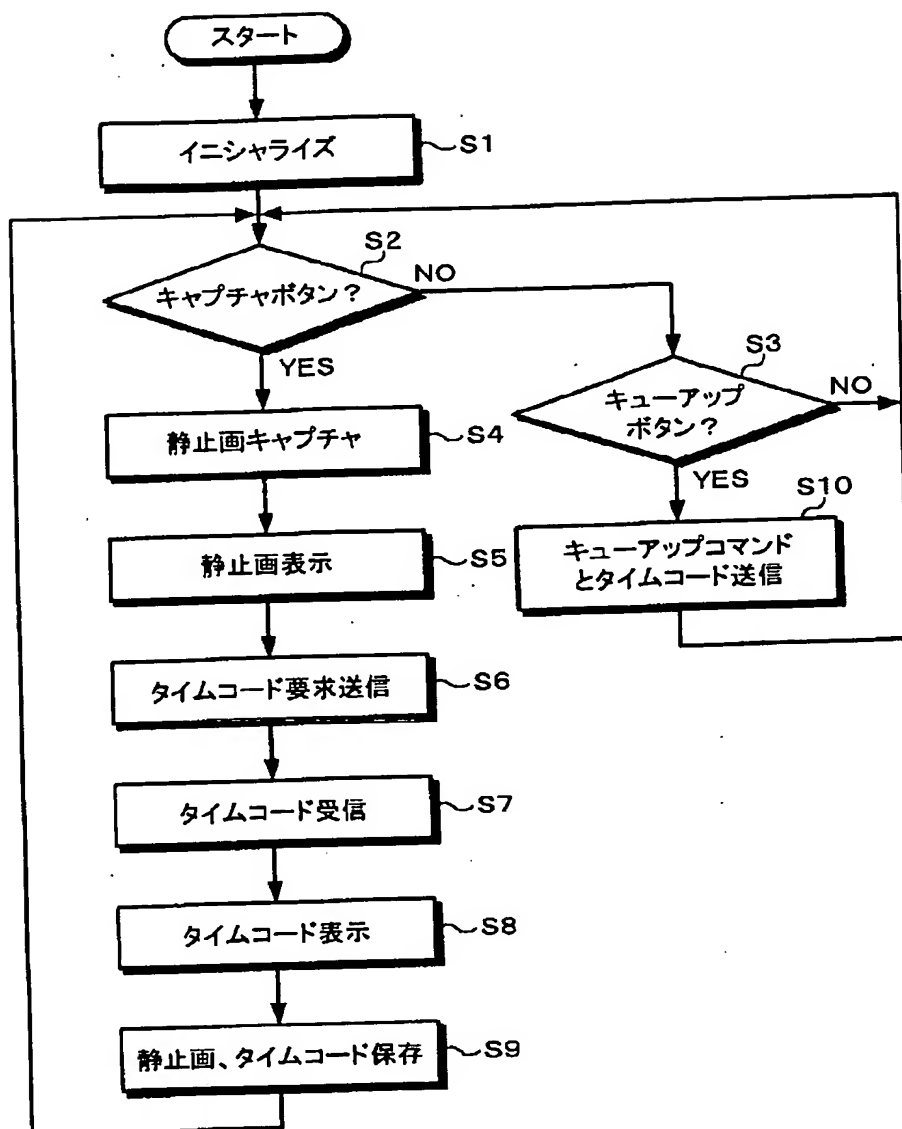 スタート
イニシャライズ
S1
キャプチャボタン？
S2
NO
YES
キューアップ
ボタン？
S3
NO
YES
静止画キャプチャ
S4
キューアップコマンド
とタイムコード送信
S10
静止画表示
S5
タイムコード要求送信
S6
タイムコード受信
S7
タイムコード表示
S8
静止画、タイムコード保存
S9